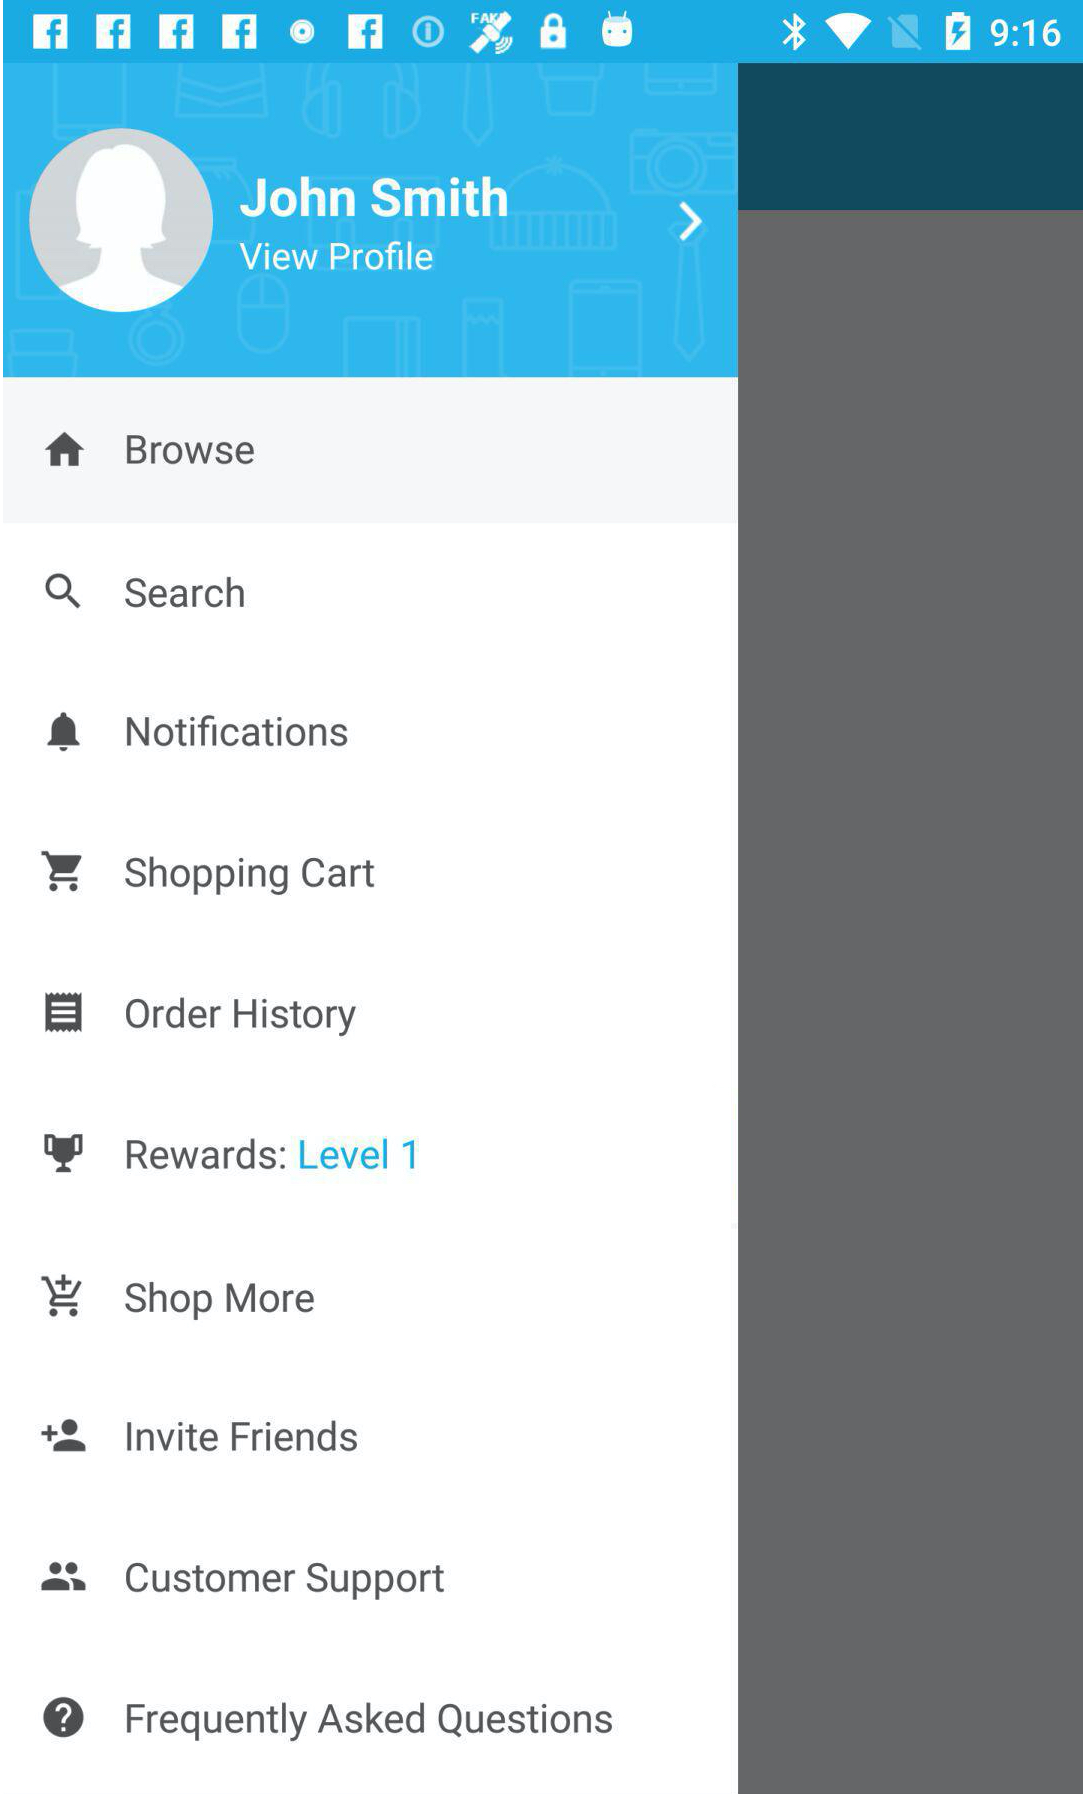 FAKE
9:16
John Smith
View Profile
Browse
Search
Notifications
Shopping Cart
Order History
Rewards: Level 1
Shop More
Invite Friends
Customer Support
Frequently Asked Questions